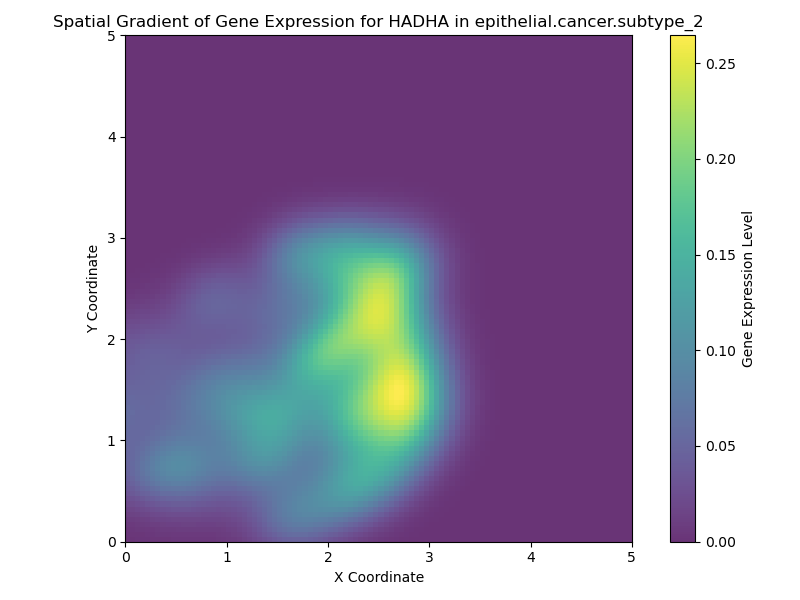 Spatial Gradient of Gene Expression for HADHA in epithelial.cancer.subtype_2
5
4
3
2
1
0
Y Coordinate
0 1 2 3 4 5
X Coordinate
0.25
0.20
0.15
0.10
0.05
0.00
Gene Expression Level